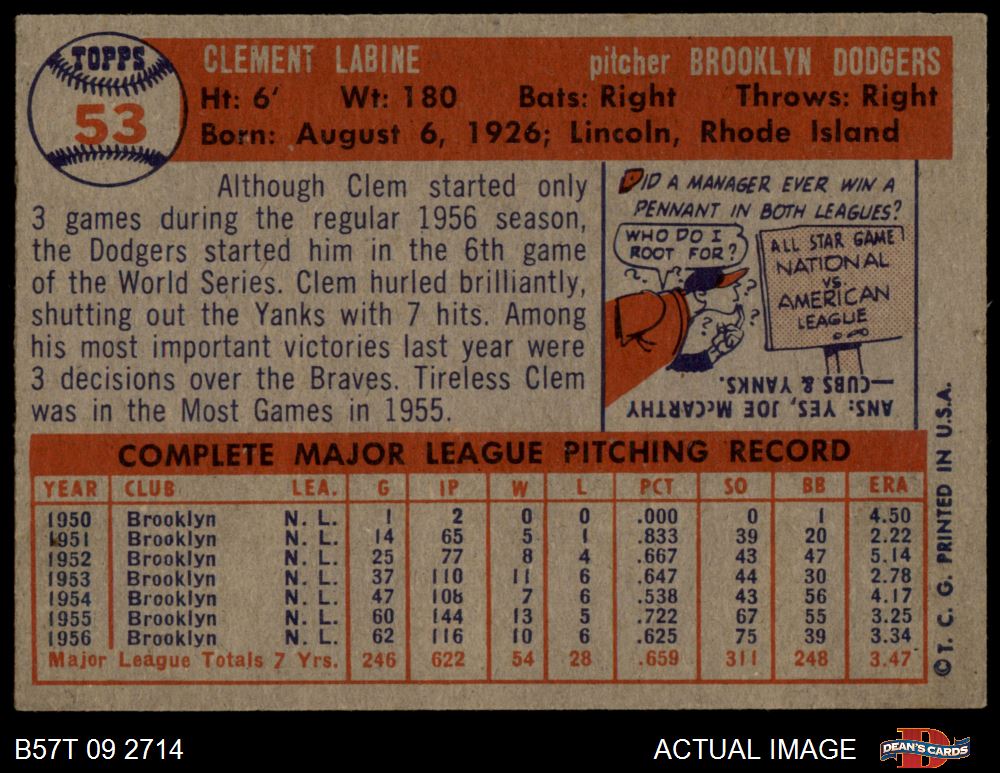 TOPPS
53
CLEMENT LABINE pitcher BROOKLYN DODGERS
Ht: 6' Wt: 180 Bats: Right Throws: Right
Born: August 6, 1926; Lincoln, Rhode Island
Although Clem started only
3 games during the regular 1956 season,
the Dodgers started him in the 6th game
of the World Series. Clem hurled brilliantly,
shutting out the Yanks with 7 hits. Among
his most important victories last year were
3 decisions over the Braves. Tireless Clem
was in the Most Games in 1955.
DID A MANAGER EVER WIN A
PENNANT IN BOTH LEAGUES?
WHO DO I
ROOT FOR?
ALL STAR GAME
NATIONAL
VS
AMERICAN
LEAGUE
ANS: YES, JOE McCARTHY
—CUBS & YANKS.
COMPLETE MAJOR LEAGUE PITCHING RECORD
YEAR CLUB LEA. G IP W L PCT SO BB ERA
1950 Brooklyn N. L. 1 2 0 0 .000 0 1 4.50
1951 Brooklyn N. L. 14 65 5 1 .833 39 20 2.22
1952 Brooklyn N. L. 25 77 8 4 .667 43 47 5.14
1953 Brooklyn N. L. 37 110 11 6 .647 44 30 2.78
1954 Brooklyn N. L. 47 108 7 6 .538 43 56 4.17
1955 Brooklyn N. L. 60 144 13 5 .722 67 55 3.25
1956 Brooklyn N. L. 62 116 10 6 .625 75 39 3.34
Major League Totals 7 Yrs. 246 622 54 28 .659 311 248 3.47
© T. C. G. PRINTED IN U.S.A.
B57T 09 2714 ACTUAL IMAGE DEAN'S CARDS